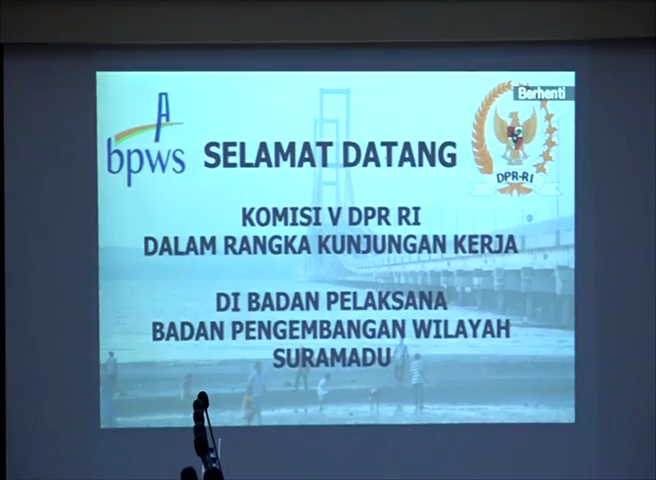 Berhenti
bpws
SELAMAT DATANG
DPR-RI
KOMISI V DPR RI
DALAM RANGKA KUNJUNGAN KERJA
DI BADAN PELAKSANA
BADAN PENGEMBANGAN WILAYAH
SURAMADU